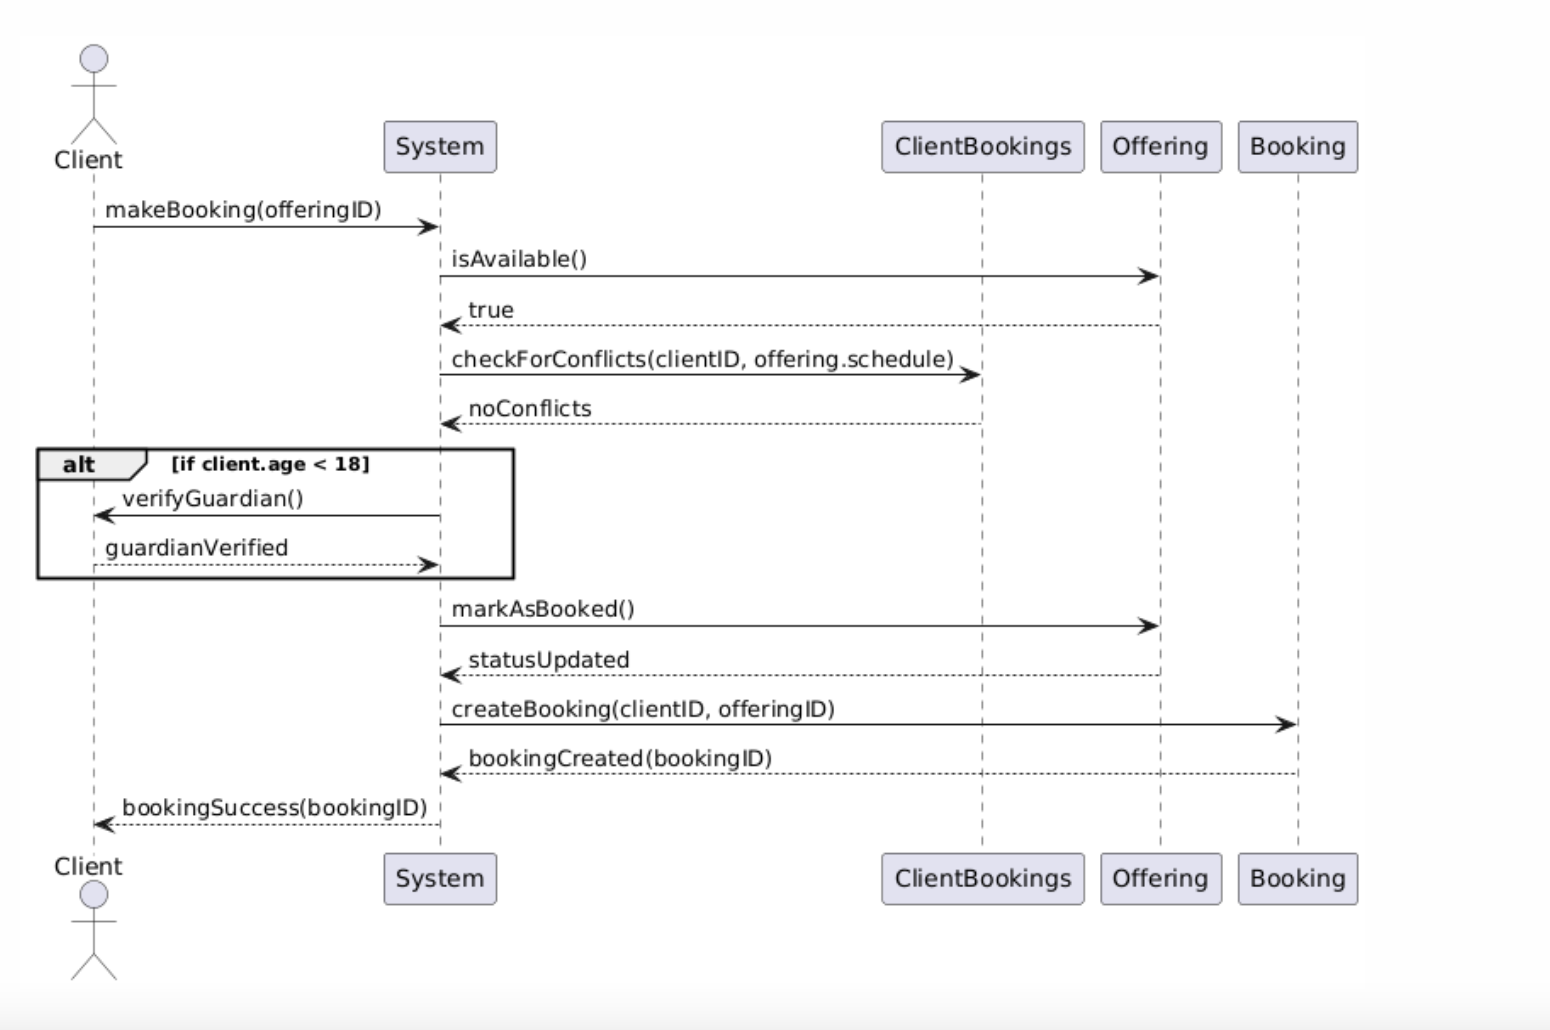 Client
System
ClientBookings
Offering
Booking
makeBooking(offeringID)
isAvailable()
true
checkForConflicts(clientID, offering.schedule)
noConflicts
alt [if client.age < 18]
verifyGuardian()
guardianVerified
markAsBooked()
statusUpdated
createBooking(clientID, offeringID)
bookingCreated(bookingID)
bookingSuccess(bookingID)
Client
System
ClientBookings
Offering
Booking